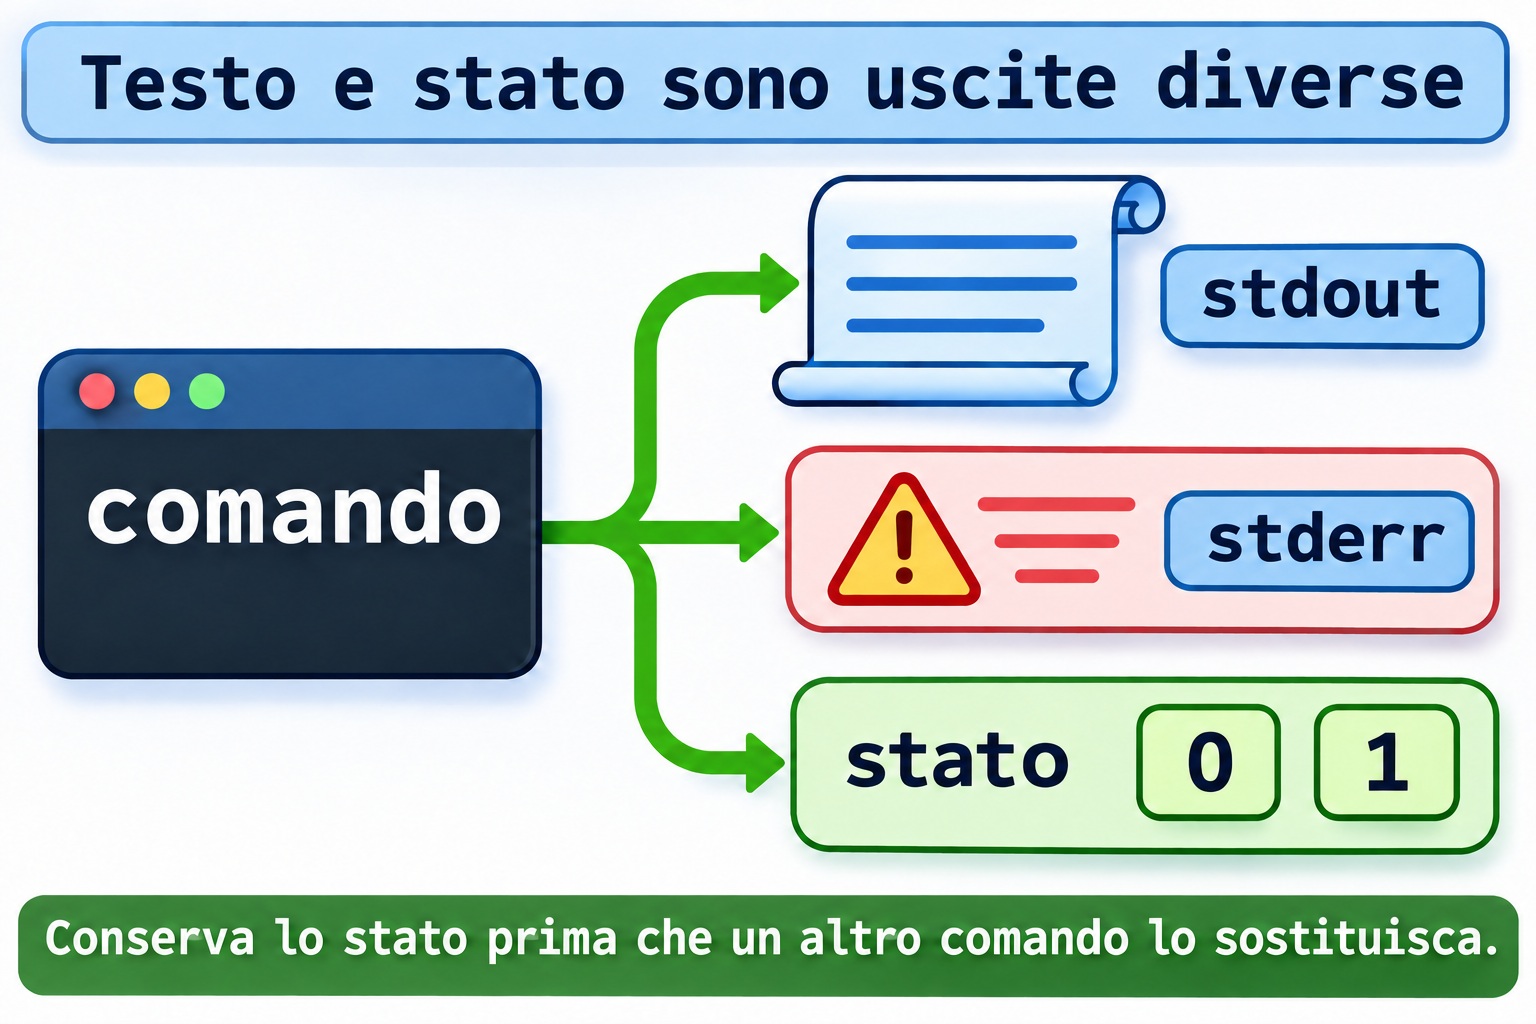 Testo e stato sono uscite diverse
stdout
comando
stderr
stato 0 1
Conserva lo stato prima che un altro comando lo sostituisca.